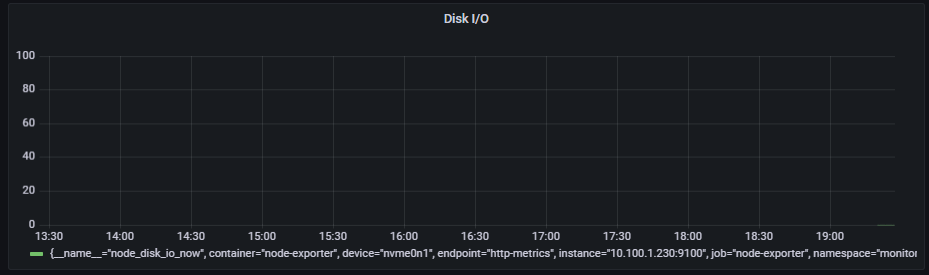 Disk I/O
100
80
60
40
20
0
13:30 14:00 14:30 15:00 15:30 16:00 16:30 17:00 17:30 18:00 18:30 19:00
{__name__="node_disk_io_now", container="node-exporter", device="nvme0n1", endpoint="http-metrics", instance="10.100.1.230:9100", job="node-exporter", namespace="monitor